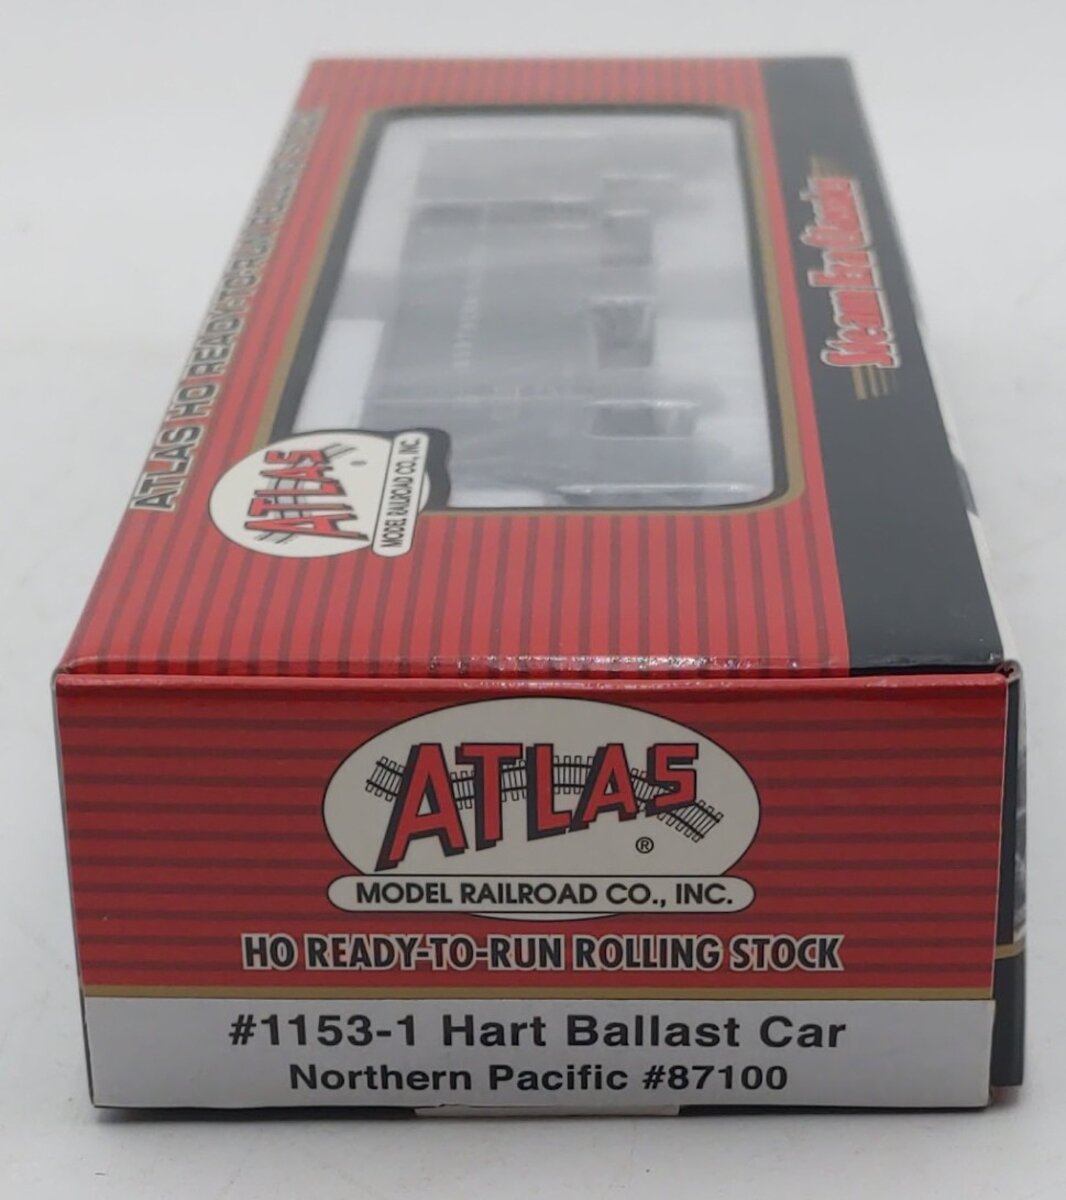 ATLAS HO READY-TO-RUN ROLLING STOCK
Steam Era Classics
ATLAS
®
MODEL RAILROAD CO., INC.
ATLAS
®
MODEL RAILROAD CO., INC.
HO READY-TO-RUN ROLLING STOCK
#1153-1 Hart Ballast Car
Northern Pacific #87100